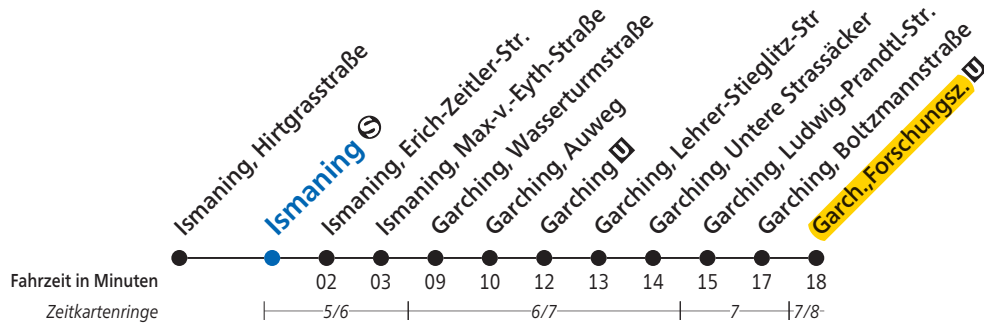 Ismaning, Hirtgrasstraße
Ismaning S
Ismaning, Erich-Zeitler-Str.
Ismaning, Max-v.-Eyth-Straße
Garching, Wasserturmstraße
Garching, Auweg
Garching U
Garching, Lehrer-Stieglitz-Str
Garching, Untere Strassäcker
Garching, Ludwig-Prandtl-Str.
Garching, Boltzmannstraße
Garch.,Forschungsz. U
Fahrzeit in Minuten 02 03 09 10 12 13 14 15 17 18
Zeitkartenringe 5/6 6/7 7 7/8